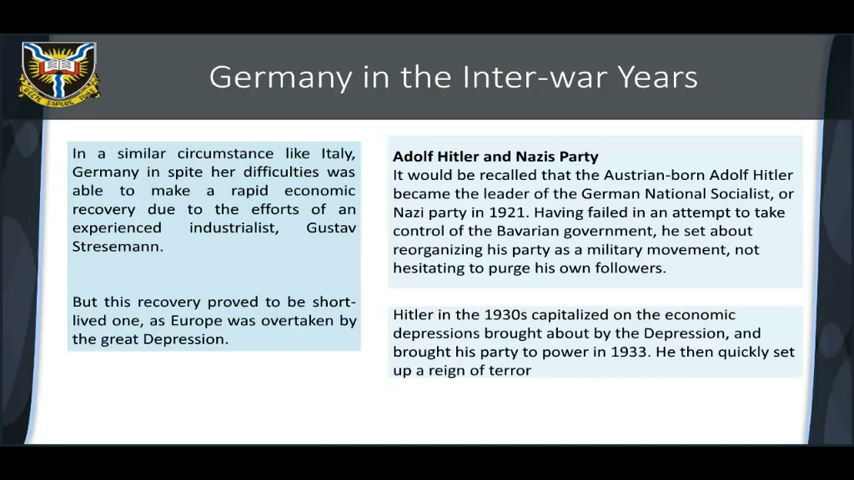 Germany in the Inter-war Years
In a similar circumstance like Italy,
Germany in spite her difficulties was
able to make a rapid economic
recovery due to the efforts of an
experienced industrialist, Gustav
Stresemann.
But this recovery proved to be short-
lived one, as Europe was overtaken by
the great Depression.
Adolf Hitler and Nazis Party
It would be recalled that the Austrian-born Adolf Hitler
became the leader of the German National Socialist, or
Nazi party in 1921. Having failed in an attempt to take
control of the Bavarian government, he set about
reorganizing his party as a military movement, not
hesitating to purge his own followers.
Hitler in the 1930s capitalized on the economic
depressions brought about by the Depression, and
brought his party to power in 1933. He then quickly set
up a reign of terror